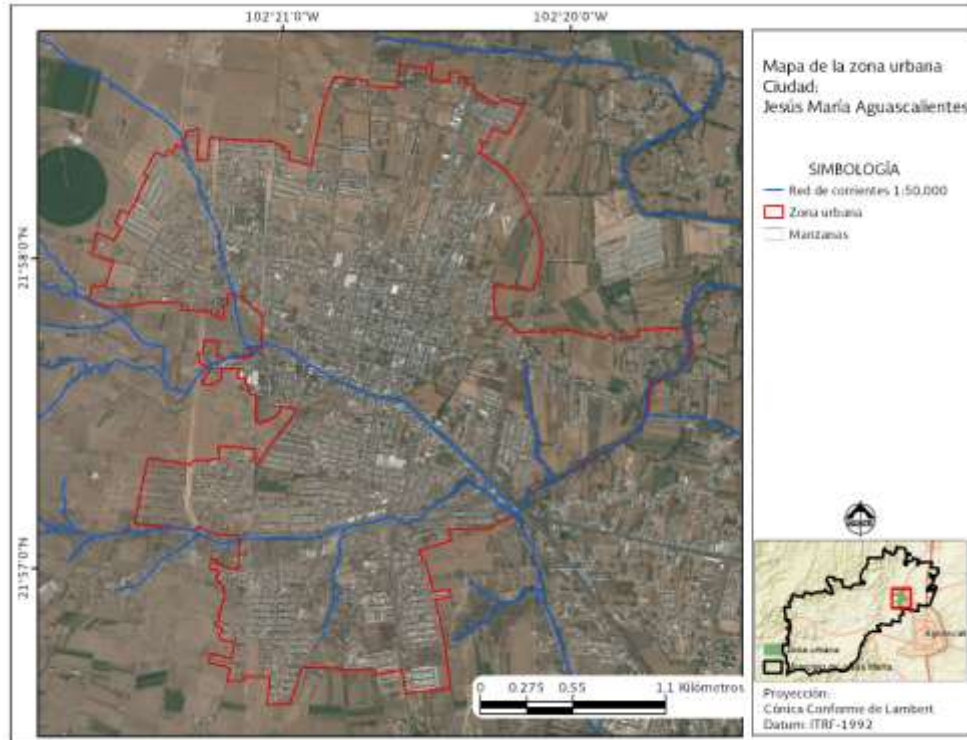 102°21'0"W
102°20'0"W
21°58'0"N
21°57'0"N
Mapa de la zona urbana
Ciudad:
Jesús María Aguascalientes
SIMBOLOGÍA
Red de corrientes 1:50,000
Zona urbana
Manzanas
0 0.275 0.55 1.1 Kilómetros
urbana
Proyección:
Cónica Conforme de Lambert
Datum: ITRF-1992